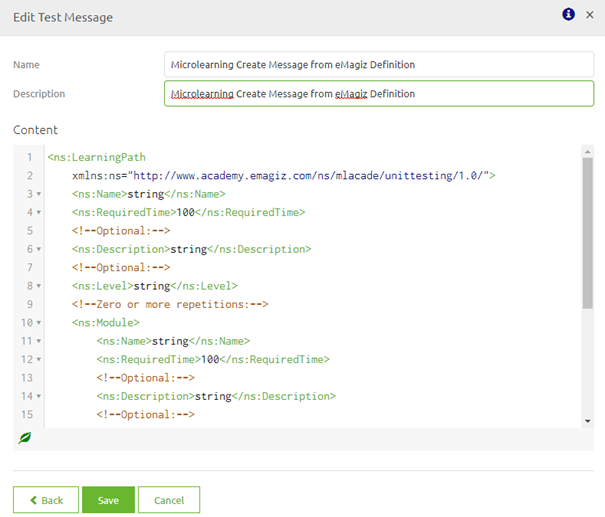 Edit Test Message
Name Microlearning Create Message from eMagiz Definition
Description Microlearning Create Message from eMagiz Definition
Content
1 <ns:LearningPath
2 xmlns:ns="http://www.academy.emagiz.com/ns/mlacade/unittesting/1.0/">
3 <ns:Name>string</ns:Name>
4 <ns:RequiredTime>100</ns:RequiredTime>
5 <!--Optional:-->
6 <ns:Description>string</ns:Description>
7 <!--Optional:-->
8 <ns:Level>string</ns:Level>
9 <!--Zero or more repetitions:-->
10 <ns:Module>
11 <ns:Name>string</ns:Name>
12 <ns:RequiredTime>100</ns:RequiredTime>
13 <!--Optional:-->
14 <ns:Description>string</ns:Description>
15 <!--Optional:-->
Back Save Cancel